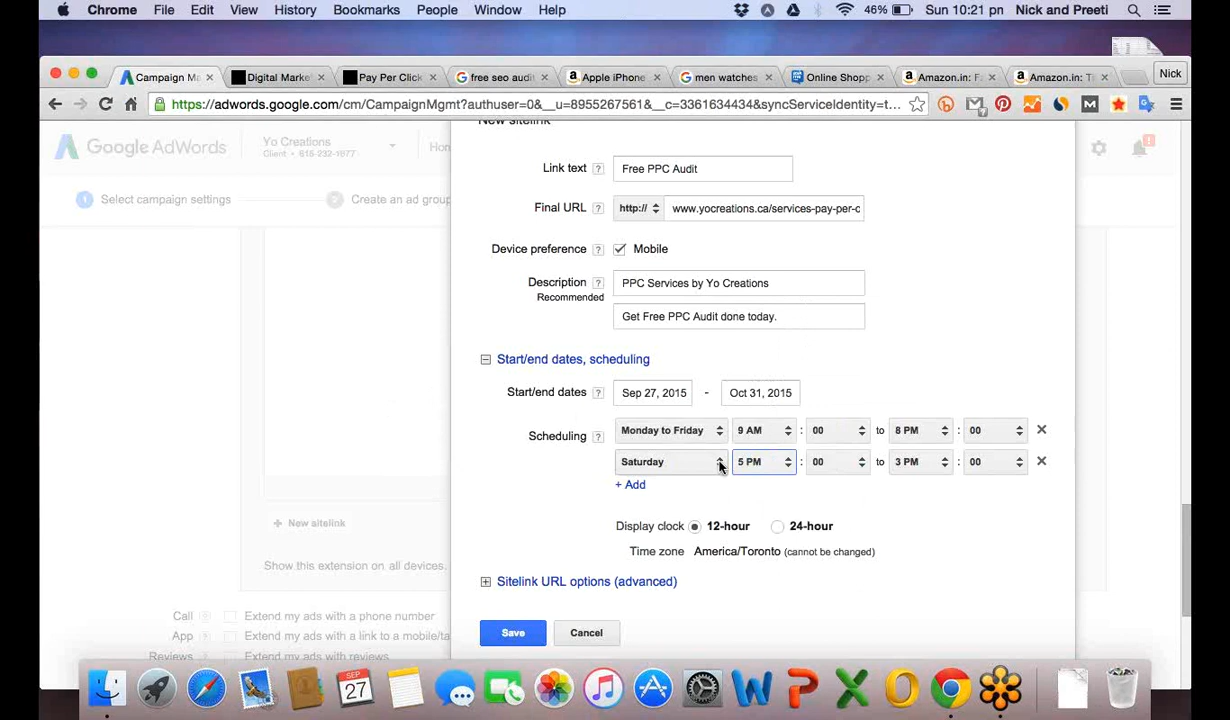 Chrome File Edit View History Bookmarks People Window Help 46% Sun 10:21 pm Nick and Preeti
Campaign Ma × Digital Marke × Pay Per Click × free seo audit × Apple iPhone × men watches × Online Shopp × Amazon.in: Fa × Amazon.in: Ti × Nick
https://adwords.google.com/cm/CampaignMgmt?authuser=0&__u=8955267561&__c=3361634434&syncServiceIdentity=t...
New sitelink
Google AdWords
Yo Creations
Hom
1 Select campaign settings 2 Create an ad group
Link text ? Free PPC Audit
Final URL ? http:// www.yocreations.ca/services-pay-per-c
Device preference ? Mobile
Description ? PPC Services by Yo Creations
Recommended
Get Free PPC Audit done today.
Start/end dates, scheduling
Start/end dates ? Sep 27, 2015 - Oct 31, 2015
Scheduling ? Monday to Friday 9 AM : 00 to 8 PM : 00
Saturday 5 PM : 00 to 3 PM : 00
+ Add
+ New sitelink
Display clock 12-hour 24-hour
Time zone America/Toronto (cannot be changed)
Show this extension on all devices.
Sitelink URL options (advanced)
Call ? Extend my ads with a phone number
App ? Extend my ads with a link to a mobile/ta
Reviews ? Extend my ads with reviews
Save Cancel
SEP
27